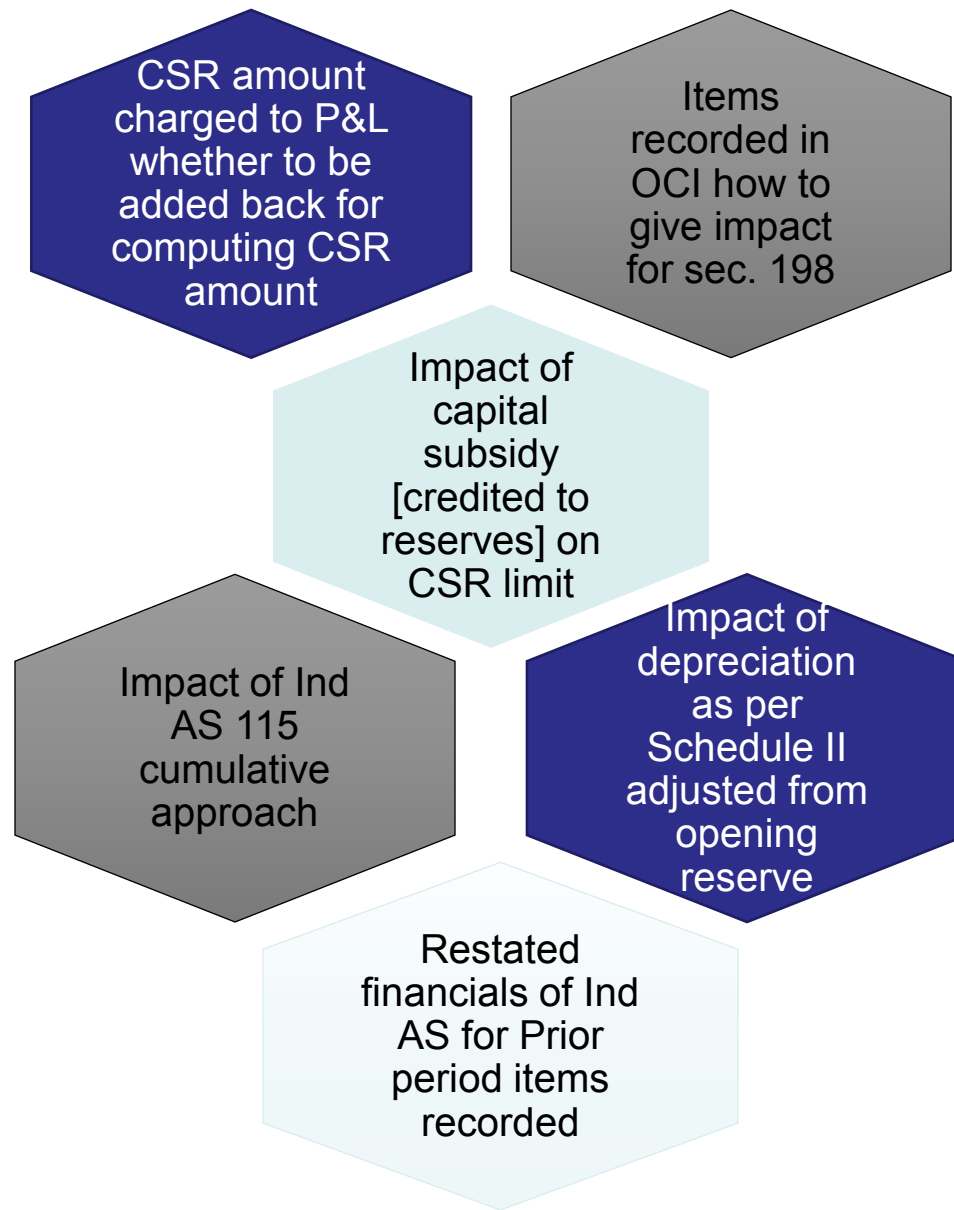 CSR amount
charged to P&L
whether to be
added back for
computing CSR
amount
Items
recorded in
OCI how to
give impact
for sec. 198
Impact of
capital
subsidy
[credited to
reserves] on
CSR limit
Impact of Ind
AS 115
cumulative
approach
Impact of
depreciation
as per
Schedule II
adjusted from
opening
reserve
Restated
financials of Ind
AS for Prior
period items
recorded